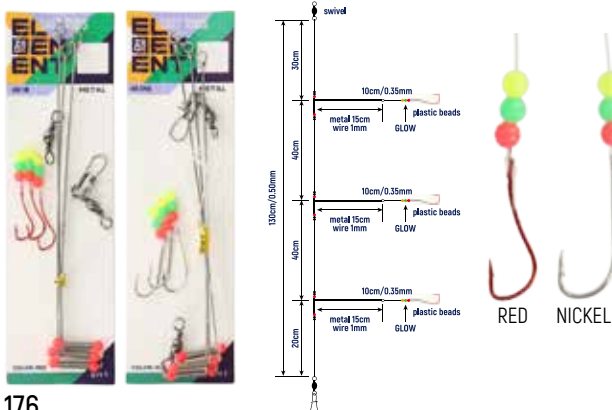 EL
EM
ENT
METAL
EL
EM
ENT
METAL
swivel
30cm
10cm/0.35mm
metal 15cm
wire 1mm
GLOW
plastic beads
40cm
130cm/0.50mm
10cm/0.35mm
metal 15cm
wire 1mm
GLOW
plastic beads
40cm
10cm/0.35mm
metal 15cm
wire 1mm
GLOW
plastic beads
20cm
RED
NICKEL
176